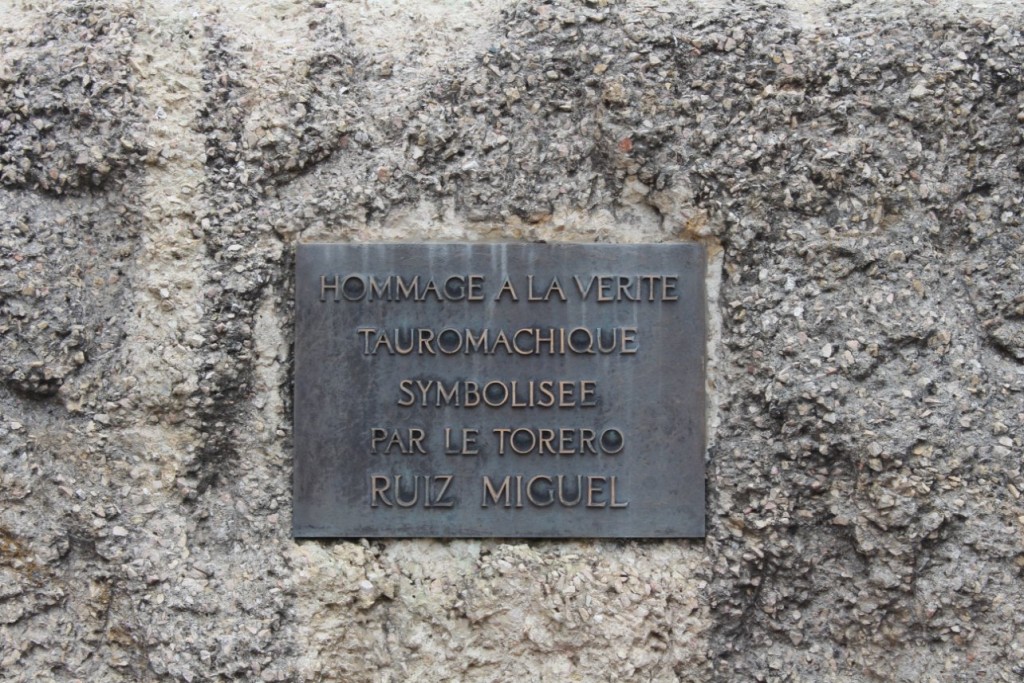 HOMMAGE A LA VERITE
TAUROMACHIQUE
SYMBOLISEE
PAR LE TORERO
RUIZ MIGUEL